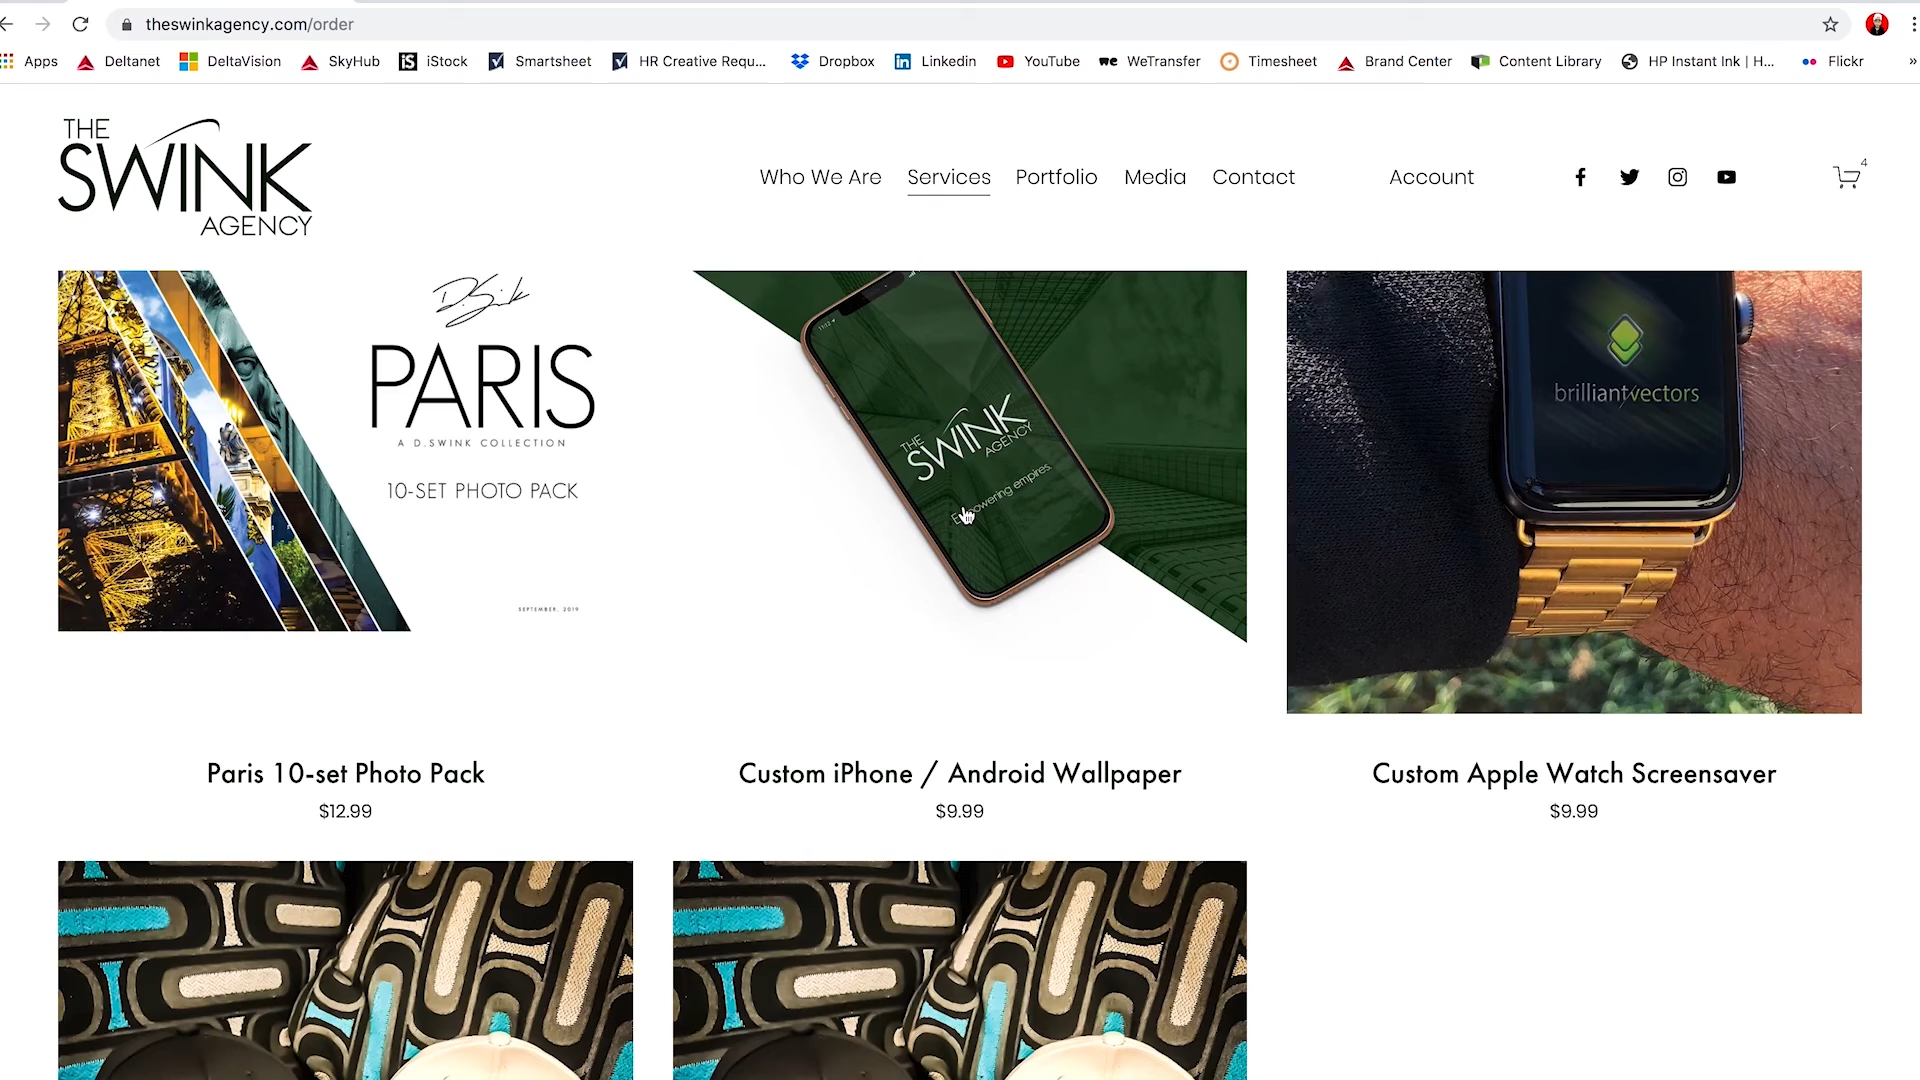 theswinkagency.com/order
Apps Deltanet DeltaVision SkyHub iStock Smartsheet HR Creative Requ... Dropbox Linkedin YouTube WeTransfer Timesheet Brand Center Content Library HP Instant Ink | H... Flickr »
THE
SWINK
AGENCY
Who We Are Services Portfolio Media Contact Account 4
D.Swink
PARIS
A D.SWINK COLLECTION
10-SET PHOTO PACK
SEPTEMBER, 2019
THE
SWINK
AGENCY
brilliantvectors
Paris 10-set Photo Pack
$12.99
Custom iPhone / Android Wallpaper
$9.99
Custom Apple Watch Screensaver
$9.99